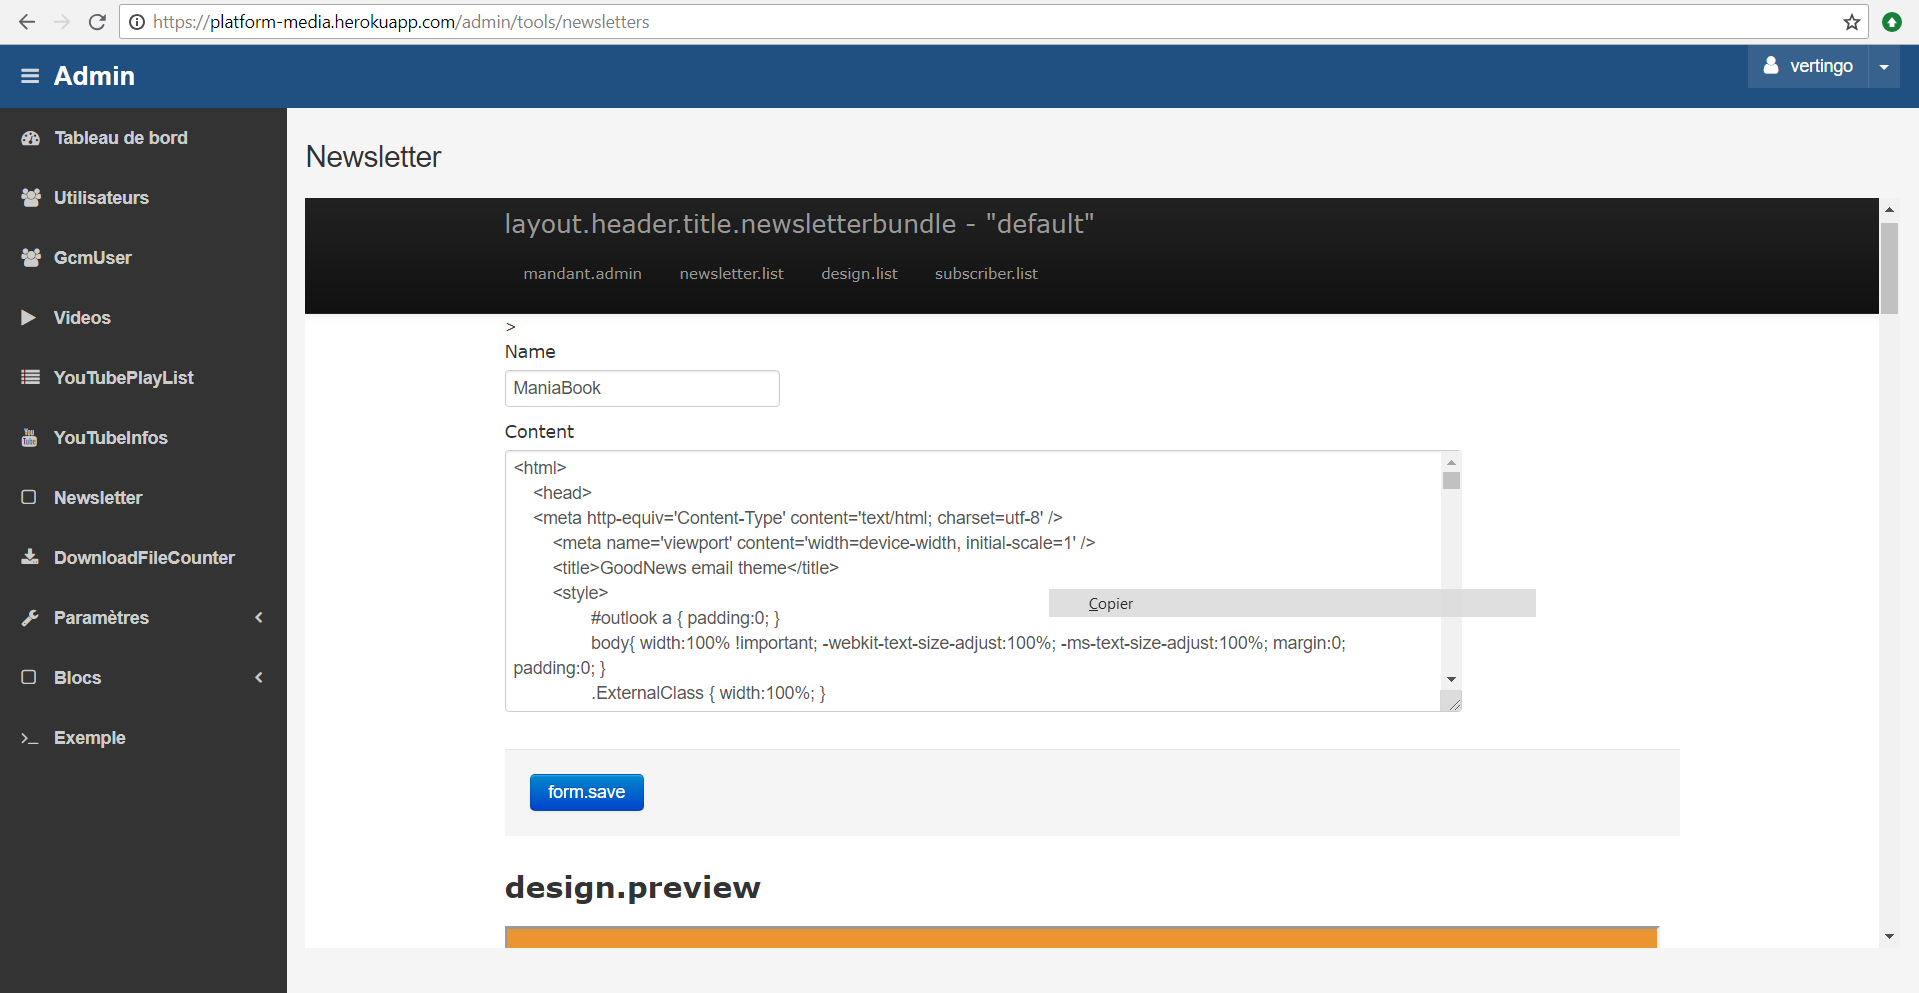 https://platform-media.herokuapp.com/admin/tools/newsletters
Admin
vertingo
Tableau de bord
Utilisateurs
GcmUser
Videos
YouTubePlayList
You
Tube
YouTubeInfos
Newsletter
DownloadFileCounter
Paramètres
Blocs
Exemple
Newsletter
layout.header.title.newsletterbundle - "default"
mandant.admin newsletter.list design.list subscriber.list
>
Name
ManiaBook
Content
<html>
<head>
<meta http-equiv='Content-Type' content='text/html; charset=utf-8' />
<meta name='viewport' content='width=device-width, initial-scale=1' />
<title>GoodNews email theme</title>
<style>
#outlook a { padding:0; }
body{ width:100% !important; -webkit-text-size-adjust:100%; -ms-text-size-adjust:100%; margin:0;
padding:0; }
.ExternalClass { width:100%; }
Copier
form.save
design.preview